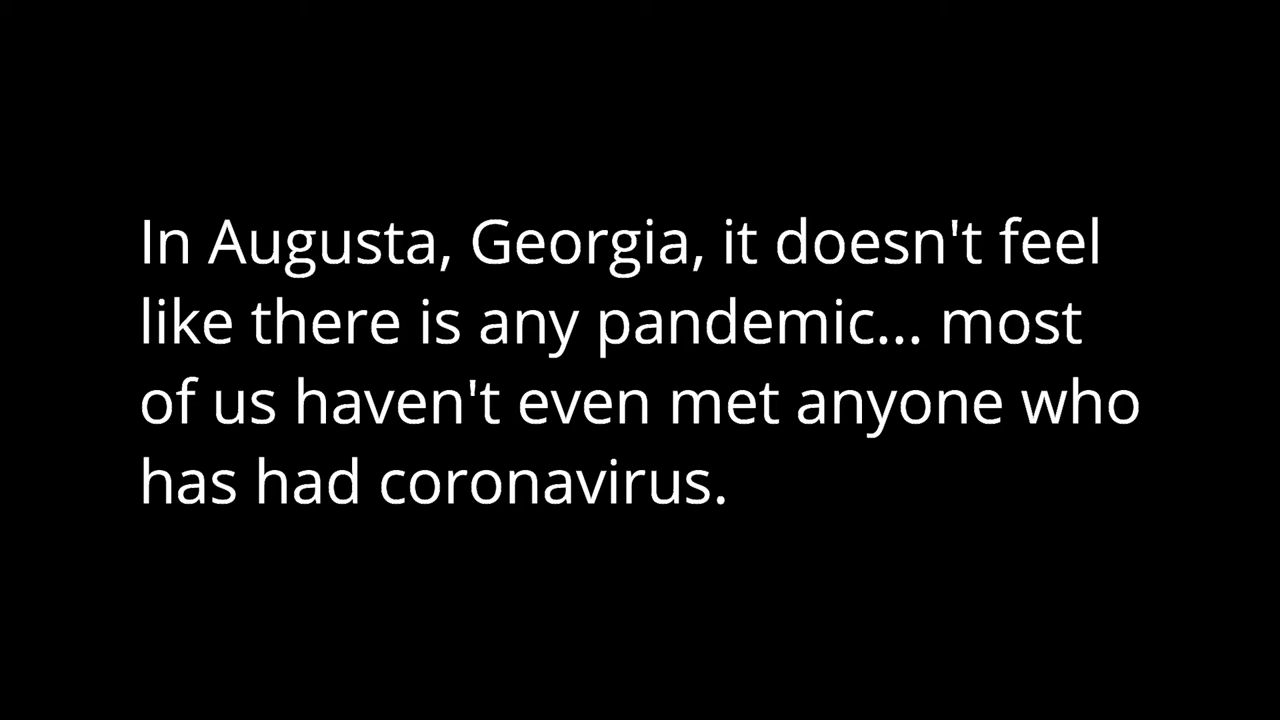 In Augusta, Georgia, it doesn't feel
like there is any pandemic... most
of us haven't even met anyone who
has had coronavirus.